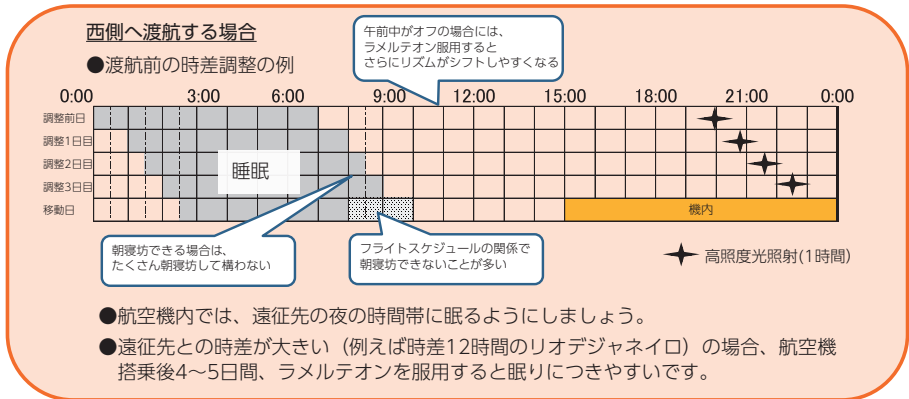 西側へ渡航する場合
●渡航前の時差調整の例
午前中がオフの場合には、
ラメルテオン服用すると
さらにリズムがシフトしやすくなる
0:00 3:00 6:00 9:00 12:00 15:00 18:00 21:00 0:00
調整前日
調整1日目
調整2日目
調整3日目
移動日
睡眠
機内
朝寝坊できる場合は、
たくさん朝寝坊して構わない
フライトスケジュールの関係で
朝寝坊できないことが多い
高照度光照射(1時間)
●航空機内では、遠征先の夜の時間帯に眠るようにしましょう。
●遠征先との時差が大きい（例えば時差12時間のリオデジャネイロ）の場合、航空機
搭乗後4～5日間、ラメルテオンを服用すると眠りにつきやすいです。